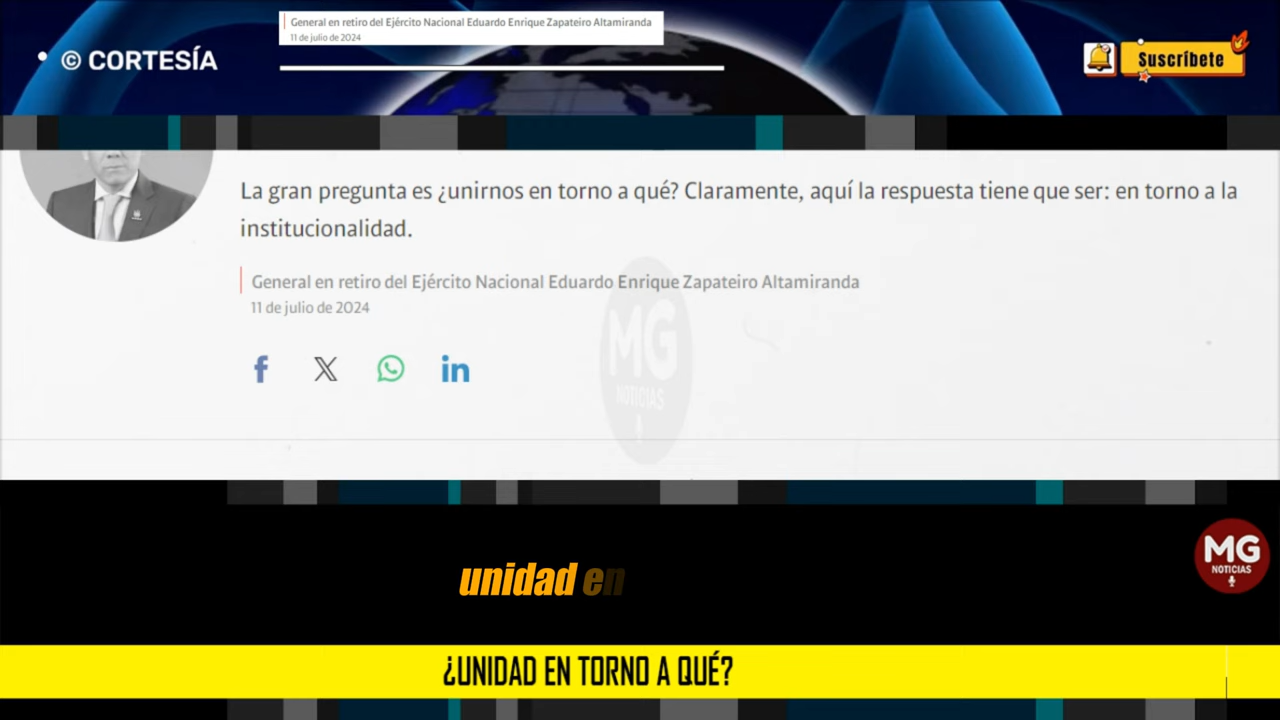 General en retiro del Ejército Nacional Eduardo Enrique Zapateiro Altamiranda
11 de julio de 2024
© CORTESÍA
Suscríbete
La gran pregunta es ¿unirnos en torno a qué? Claramente, aquí la respuesta tiene que ser: en torno a la
institucionalidad.
General en retiro del Ejército Nacional Eduardo Enrique Zapateiro Altamiranda
11 de julio de 2024
MG
NOTICIAS
unidad en
MG
NOTICIAS
¿UNIDAD EN TORNO A QUÉ?